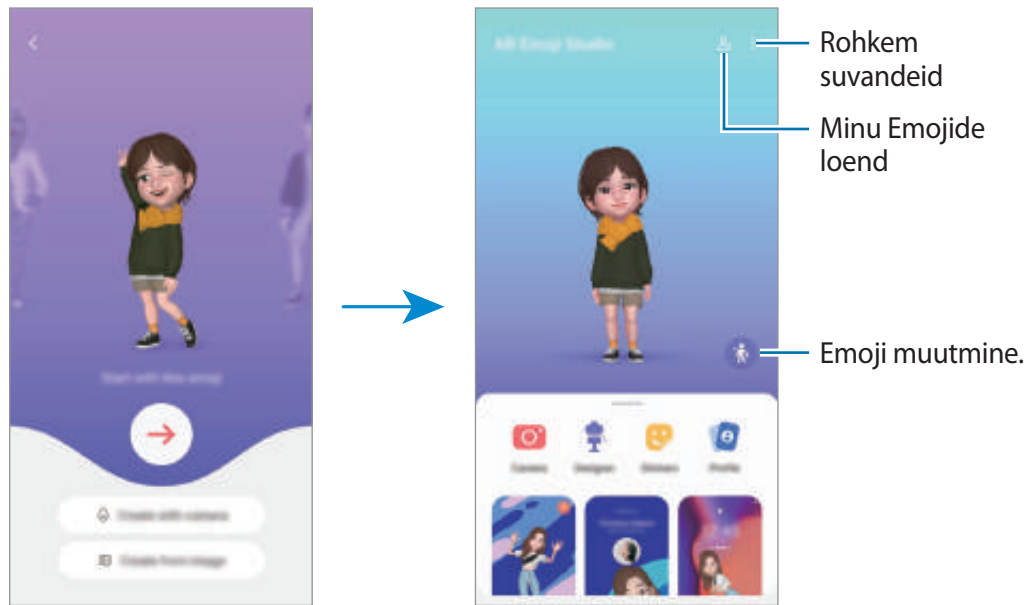 Rohkem
suvandeid
Minu Emojide
loend
Emoji muutmine.
AR Emoji Studio
Start with this emoji
Create with camera
Create from image
Camera
Designer
Stickers
Profile